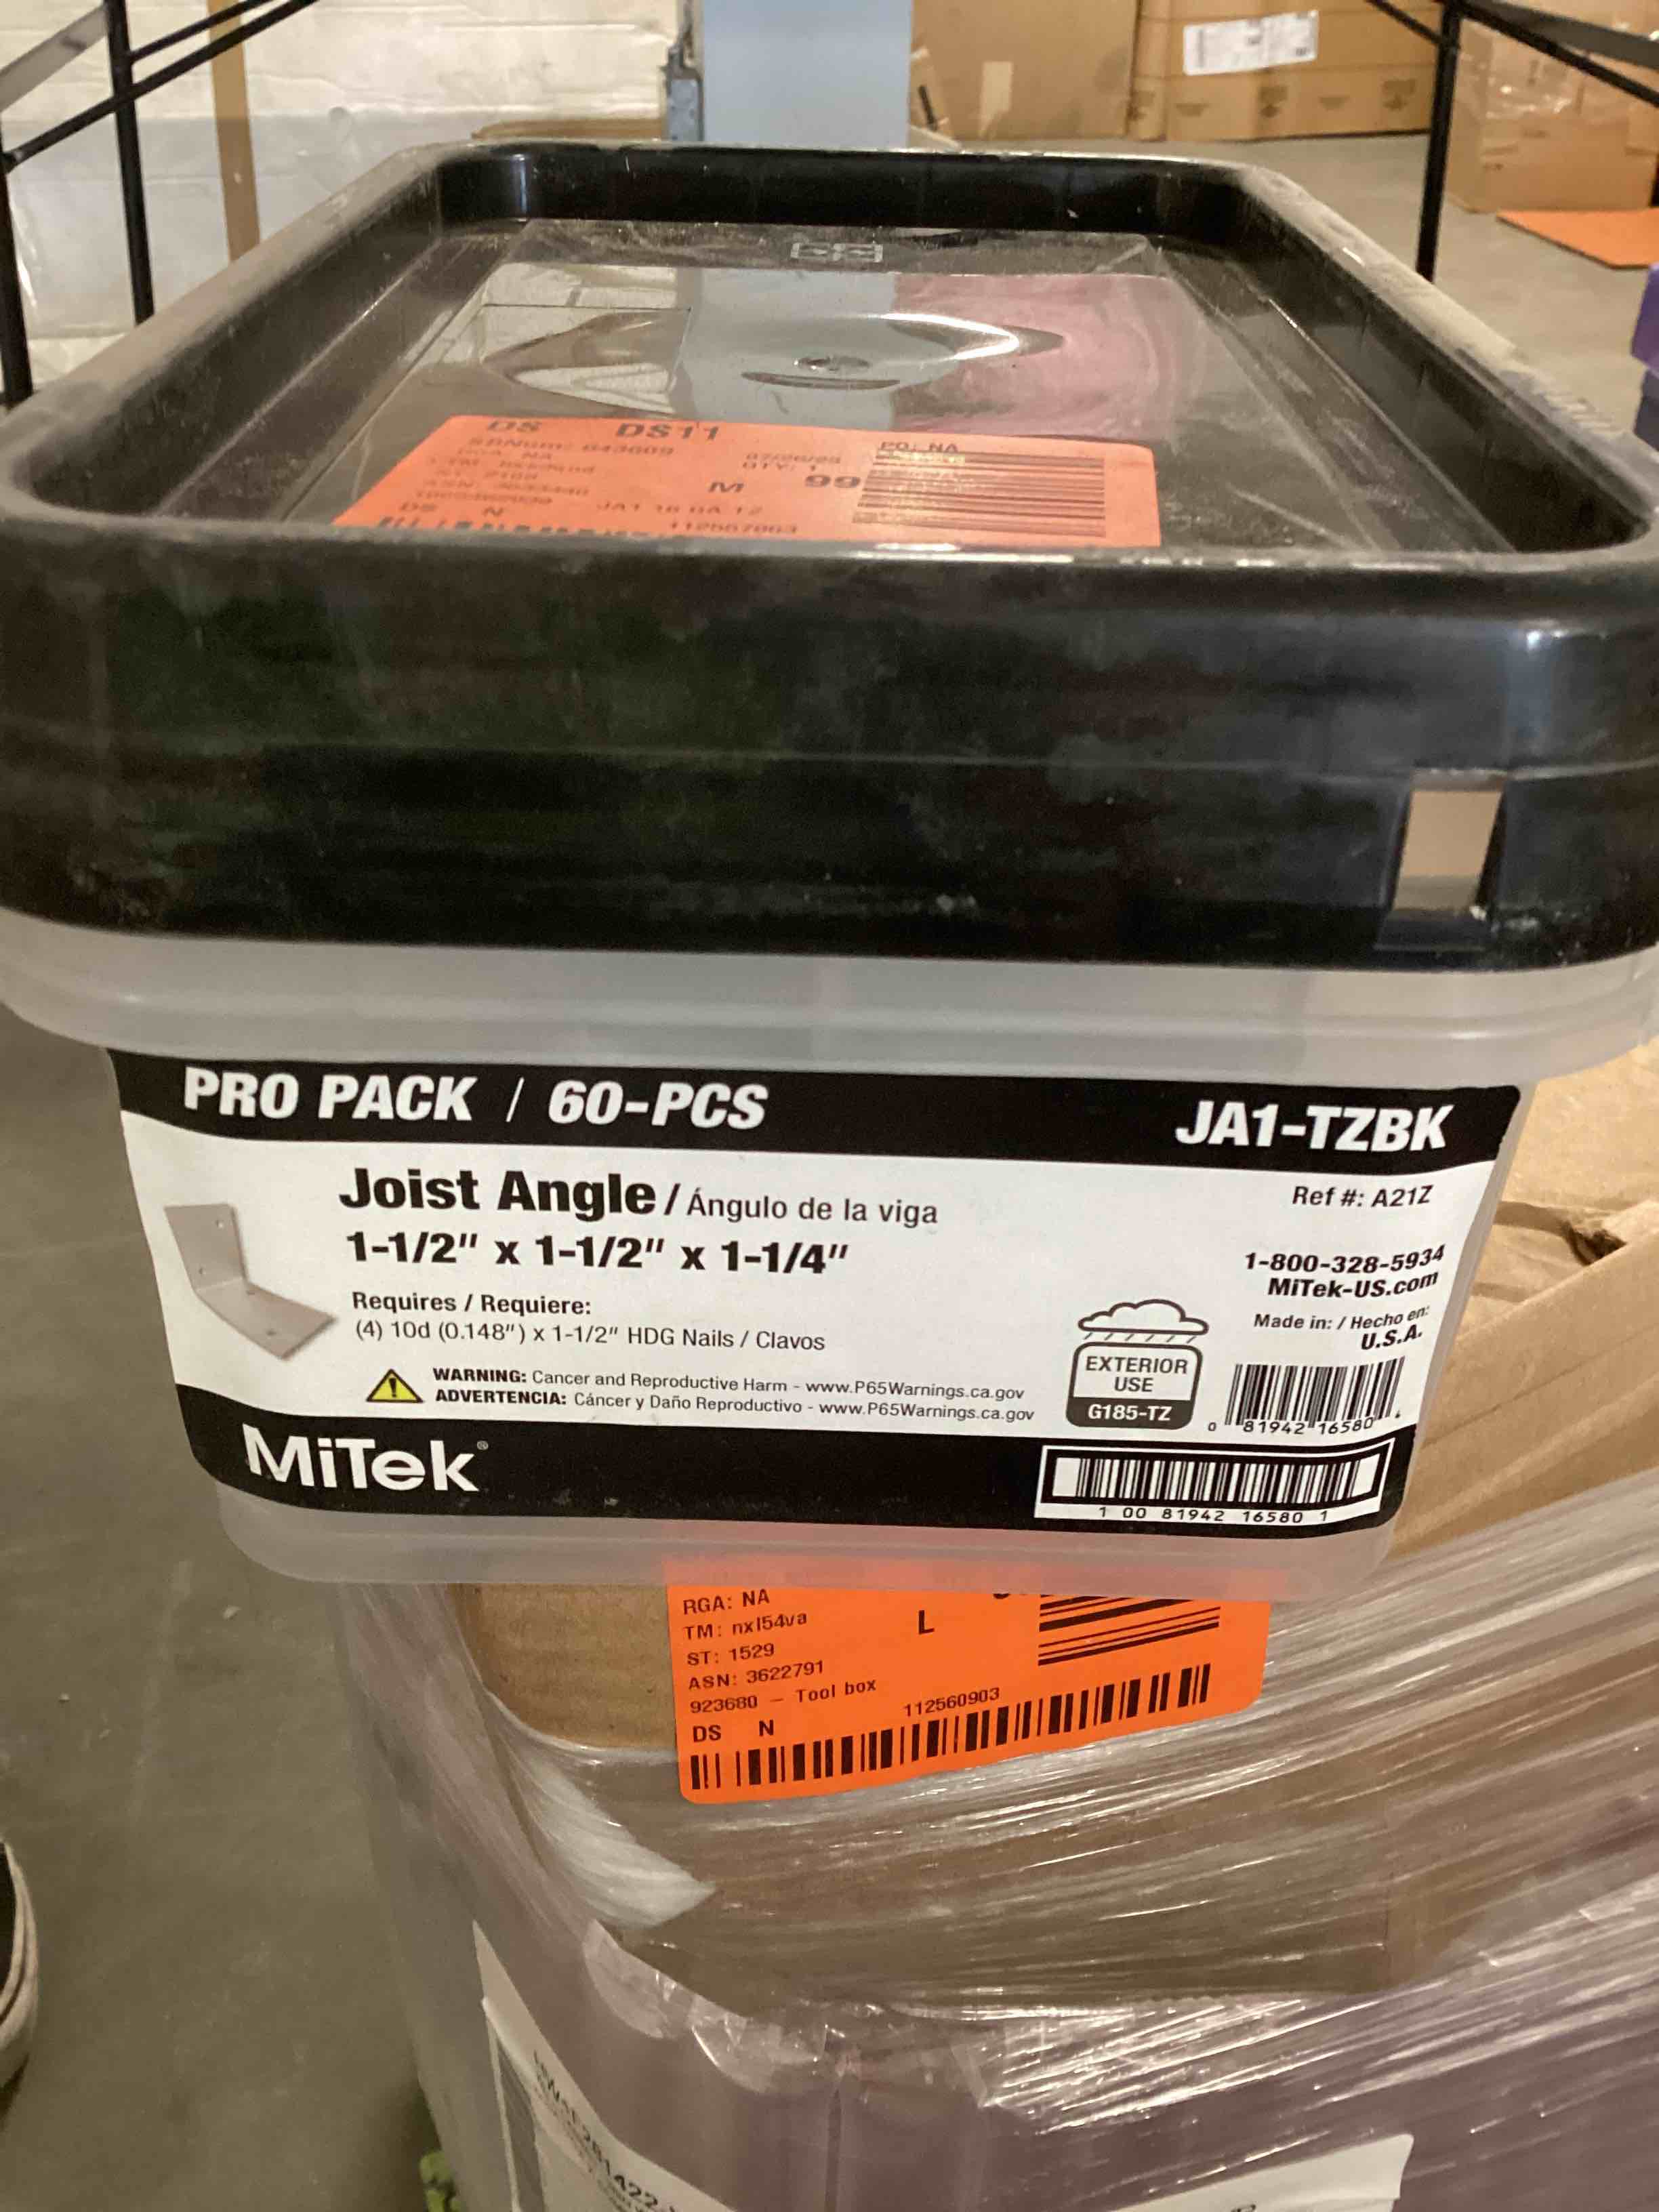 DS DS11
PO: NA
QTY: 1
M 99
DS N
PRO PACK / 60-PCS
JA1-TZBK
Joist Angle / Ángulo de la viga
1-1/2" x 1-1/2" x 1-1/4"
Ref #: A21Z
1-800-328-5934
MiTek-US.com
Made in: / Hecho en:
U.S.A.
Requires / Requiere:
(4) 10d (0.148") x 1-1/2" HDG Nails / Clavos
WARNING: Cancer and Reproductive Harm - www.P65Warnings.ca.gov
ADVERTENCIA: Cáncer y Daño Reproductivo - www.P65Warnings.ca.gov
EXTERIOR
USE
G185-TZ
0 81942 16580
MiTek®
1 00 81942 16580 1
RGA: NA
TM: nxl54va
L
ST: 1529
ASN: 3622791
923680 – Tool box
112560903
DS N